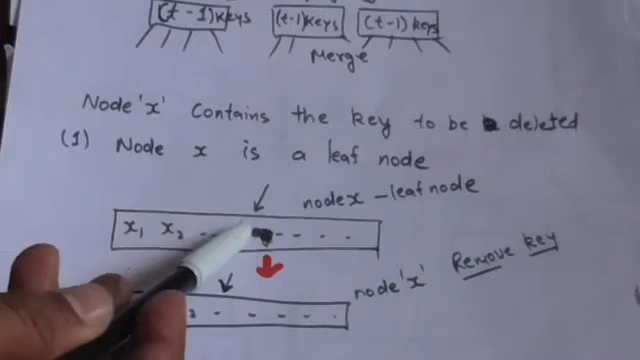 (t-1)keys (t-1)keys (t-1) keys
Merge
Node 'x' Contains the key to be deleted
(1) Node x is a leaf node
node x - leaf node
x1 x2 - - - - - .
node 'x' Remove key
2 - - - - .